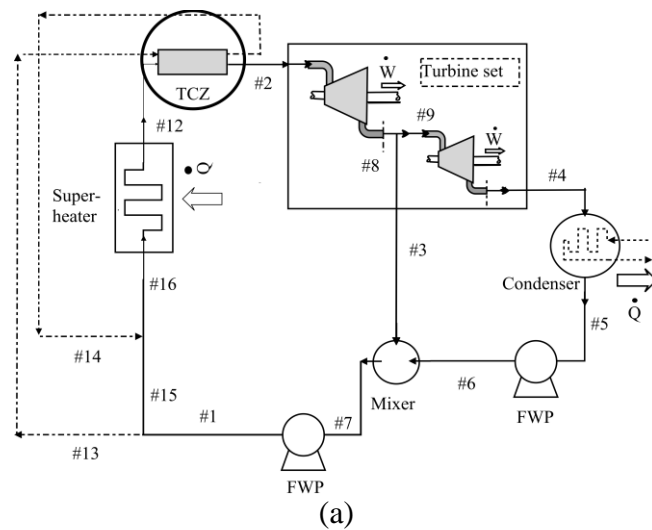 TCZ
#2
Ẇ
Turbine set
#9
Ẇ
#8
#4
#12
Q̇
Super-
heater
#3
Condenser
Q̇
#16
#5
#14
#15
Mixer
#6
FWP
#1
#7
#13
FWP
(a)